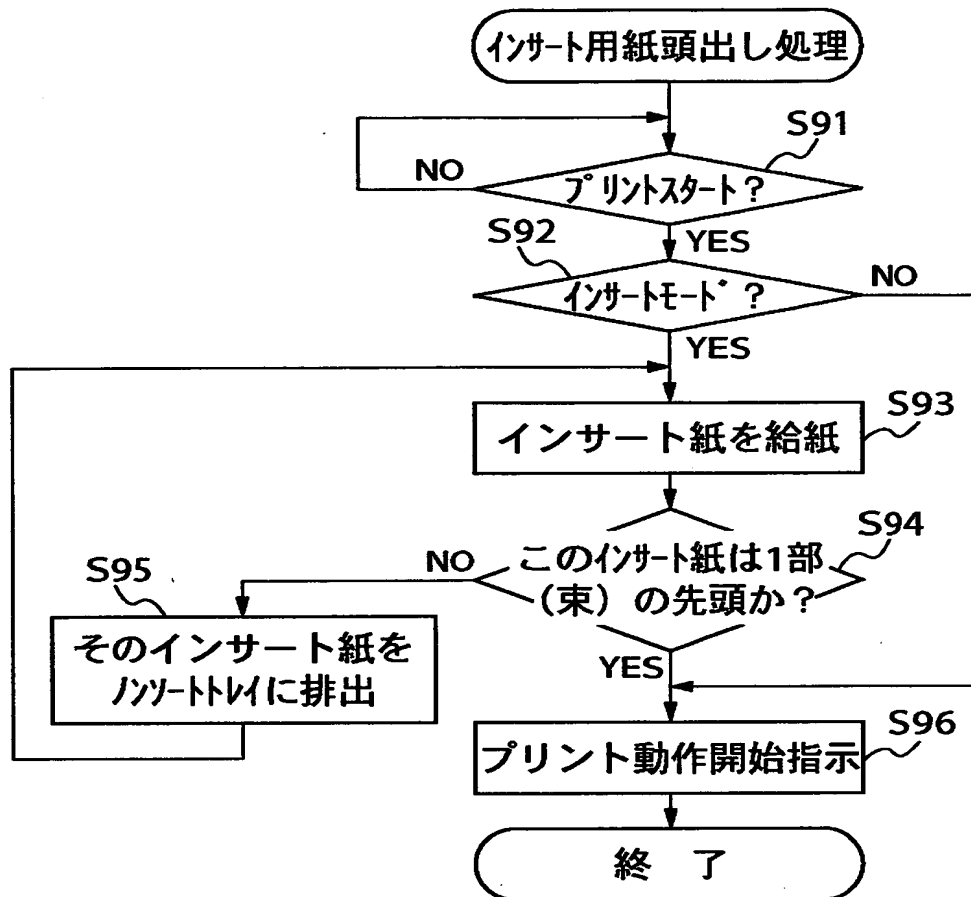 インサート用紙頭出し処理
S91
プリントスタート？
NO
YES
S92
インサートモード？
NO
YES
S93
インサート紙を給紙
S94
このインサート紙は1部
（束）の先頭か？
NO
YES
S95
そのインサート紙を
ノンソートトレイに排出
S96
プリント動作開始指示
終　了